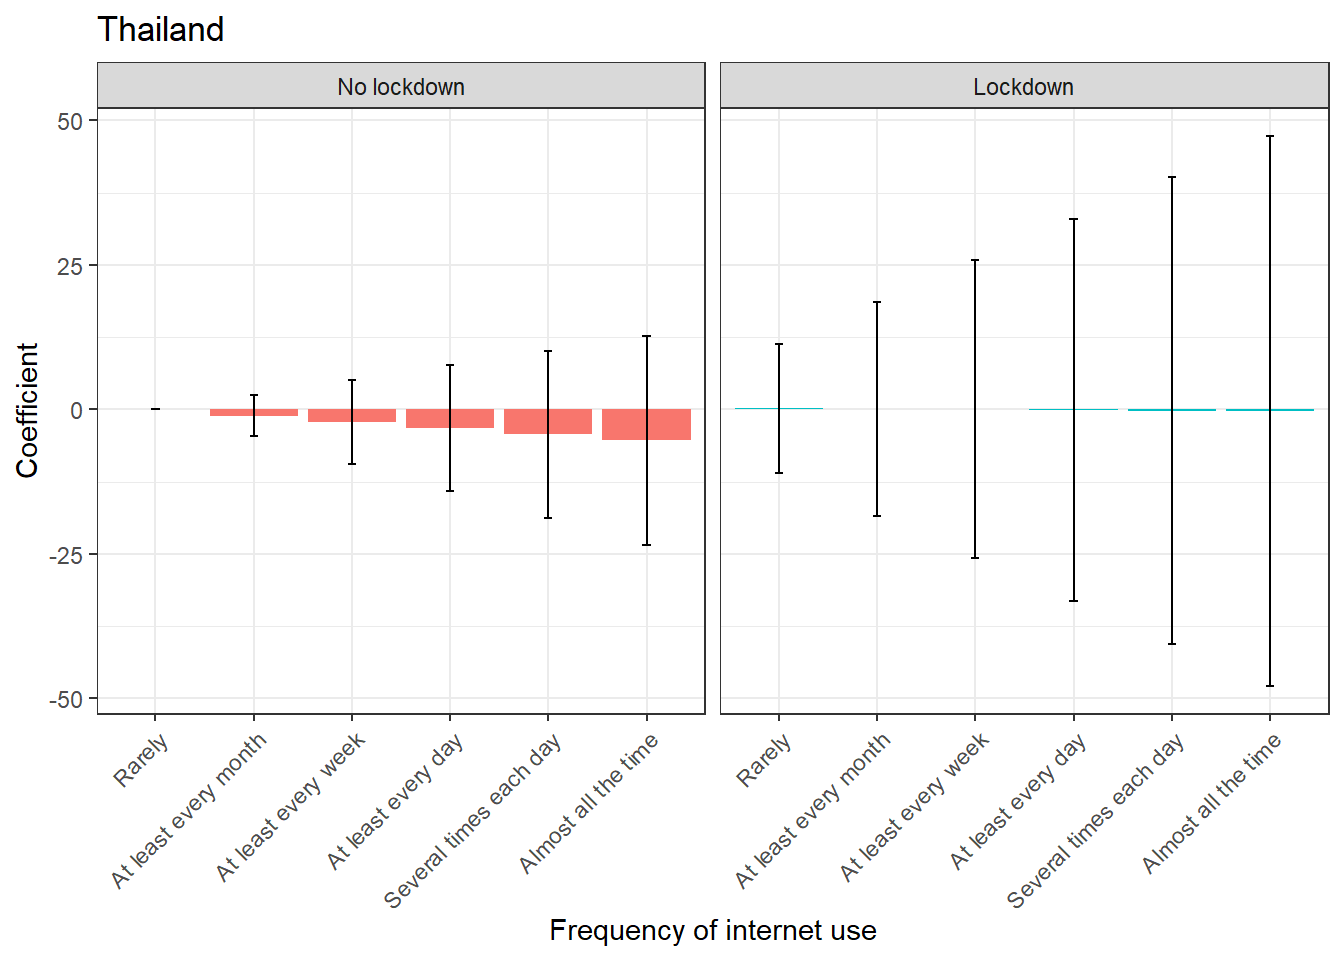 Thailand
No lockdown
Lockdown
50
25
0
-25
-50
Coefficient
Rarely
At least every month
At least every week
At least every day
Several times each day
Almost all the time
Rarely
At least every month
At least every week
At least every day
Several times each day
Almost all the time
Frequency of internet use